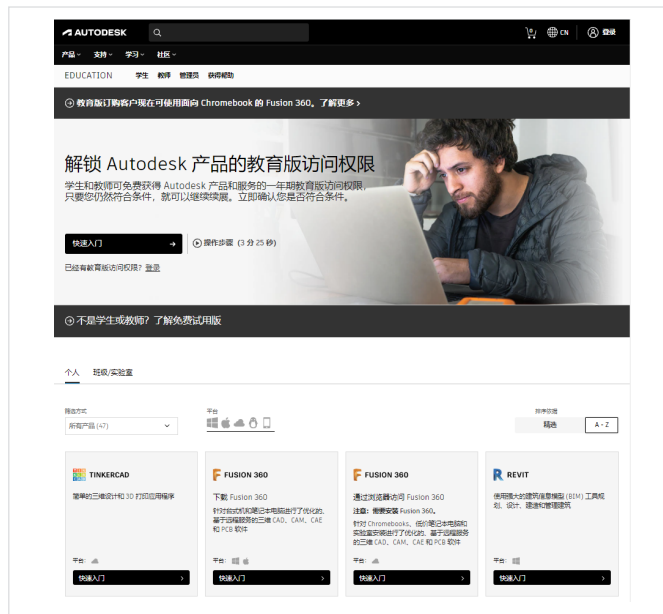 AUTODESK
CN
登录
产品 支持 学习 社区
EDUCATION 学生 教师 管理员 获得帮助
教育版订购客户现在可使用面向 Chromebook 的 Fusion 360。了解更多 >
解锁 Autodesk 产品的教育版访问权限
学生和教师可免费获得 Autodesk 产品和服务的一年期教育版访问权限,
只要您仍然符合条件，就可以继续续展。立即确认您是否符合条件。
快速入门
操作步骤 (3 分 25 秒)
已经有教育版访问权限？登录
不是学生或教师？了解免费试用版
个人 班级/实验室
筛选方式
平台
排序依据
所有产品 (47)
精选
A - Z
TINKERCAD
简单的三维设计和 3D 打印应用程序
平台:
快速入门
FUSION 360
下载 Fusion 360
针对台式机和笔记本电脑进行了优化的、
基于远程服务的三维 CAD、CAM、CAE
和 PCB 软件
平台:
快速入门
FUSION 360
通过浏览器访问 Fusion 360
注意：需要安装 Fusion 360。
针对 Chromebooks、低价笔记本电脑和
实验室安装进行了优化的、基于远程服务
的三维 CAD、CAM、CAE 和 PCB 软件
平台:
快速入门
REVIT
使用强大的建筑信息模型 (BIM) 工具规
划、设计、建造和管理建筑
平台:
快速入门